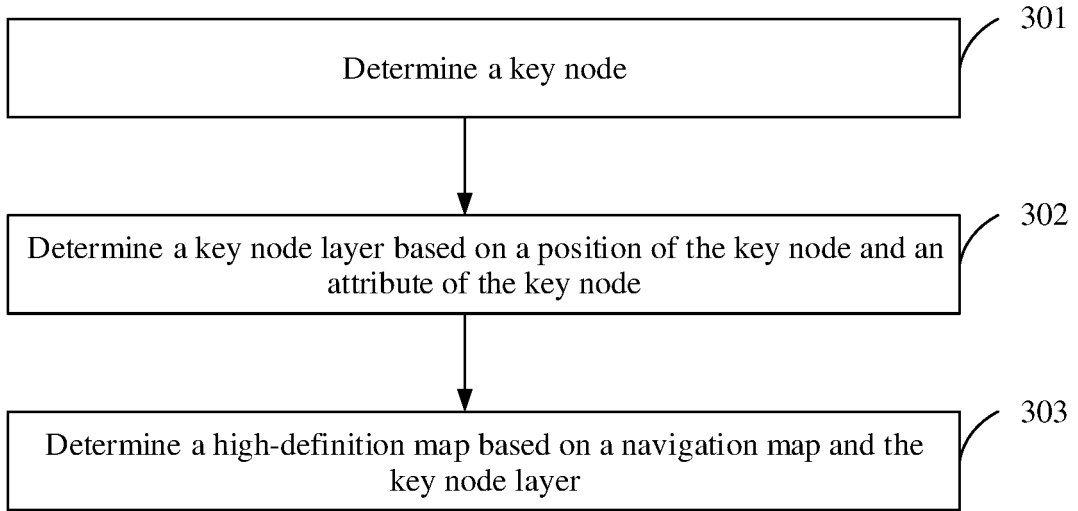 301
Determine a key node
302
Determine a key node layer based on a position of the key node and an
attribute of the key node
303
Determine a high-definition map based on a navigation map and the
key node layer